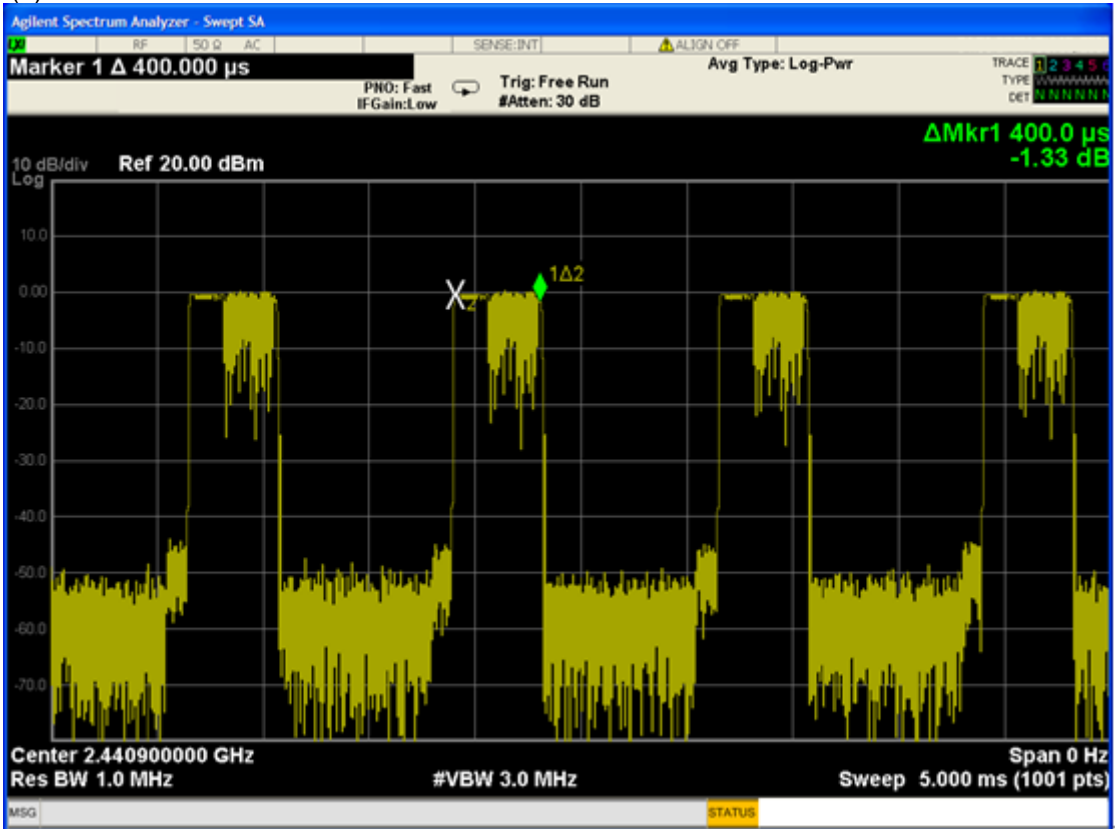 Agilent Spectrum Analyzer - Swept SA
LXI RF 50 Ω AC SENSE:INT ALIGN OFF
Marker 1 Δ 400.000 µs
PNO: Fast
IFGain:Low
Trig: Free Run
#Atten: 30 dB
Avg Type: Log-Pwr
TRACE 1 2 3 4 5 6
TYPE
DET N N N N N N
ΔMkr1 400.0 µs
-1.33 dB
10 dB/div Ref 20.00 dBm
Log
10.0
0.00
-10.0
-20.0
-30.0
-40.0
-50.0
-60.0
-70.0
X2
1Δ2
Center 2.440900000 GHz Span 0 Hz
Res BW 1.0 MHz #VBW 3.0 MHz Sweep 5.000 ms (1001 pts)
MSG STATUS